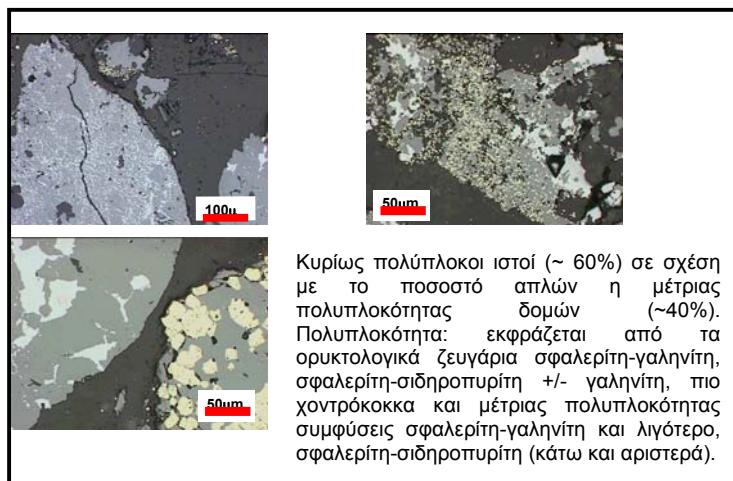 100μ
50μm
50μm
Κυρίως πολύπλοκοι ιστοί (~ 60%) σε σχέση
με το ποσοστό απλών η μέτριας
πολυπλοκότητας δομών (~40%).
Πολυπλοκότητα: εκφράζεται από τα
ορυκτολογικά ζευγάρια σφαλερίτη-γαληνίτη,
σφαλερίτη-σιδηροπυρίτη +/- γαληνίτη, πιο
χοντρόκοκκα και μέτριας πολυπλοκότητας
συμφύσεις σφαλερίτη-γαληνίτη και λιγότερο,
σφαλερίτη-σιδηροπυρίτη (κάτω και αριστερά).